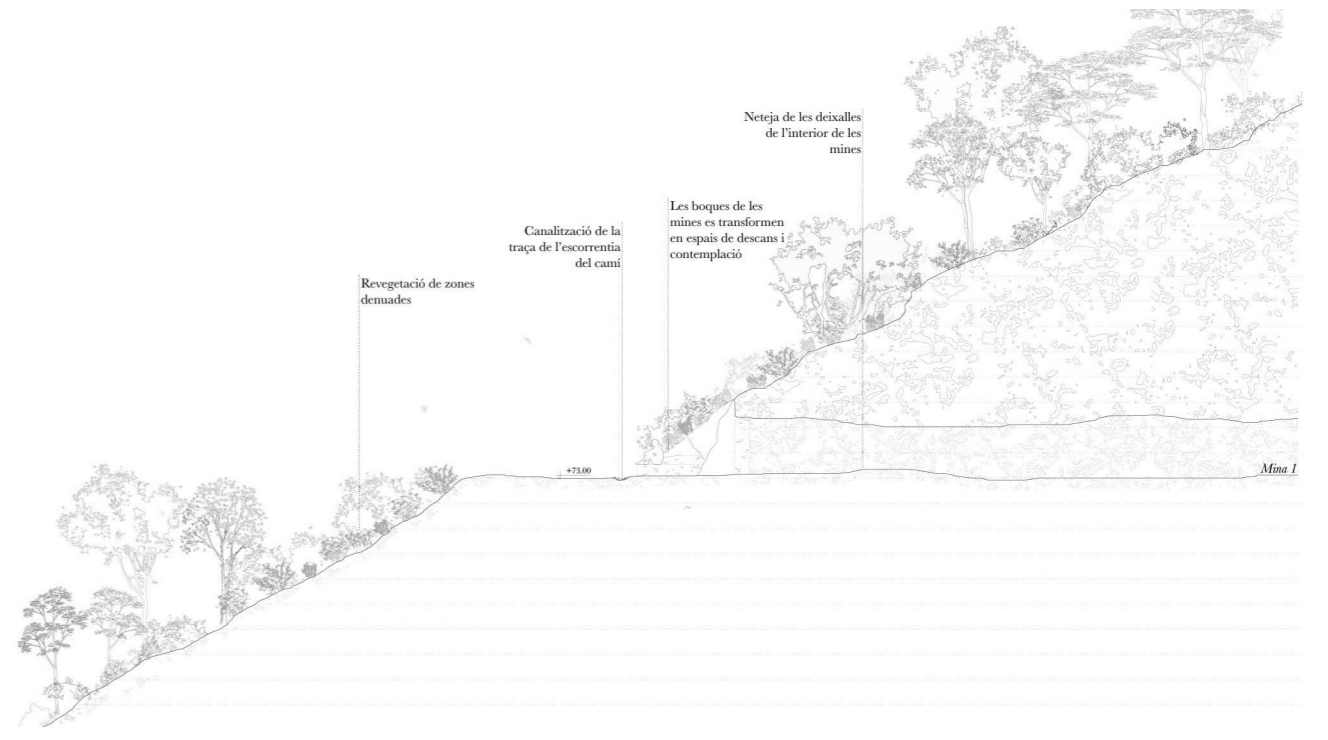 Neteja de les deixalles
de l'interior de les
mines
Les boques de les
mines es transformen
en espais de descans i
contemplació
Canalització de la
traça de l'escorrentia
del camí
Revegetació de zones
denuades
+73.00
Mina 1